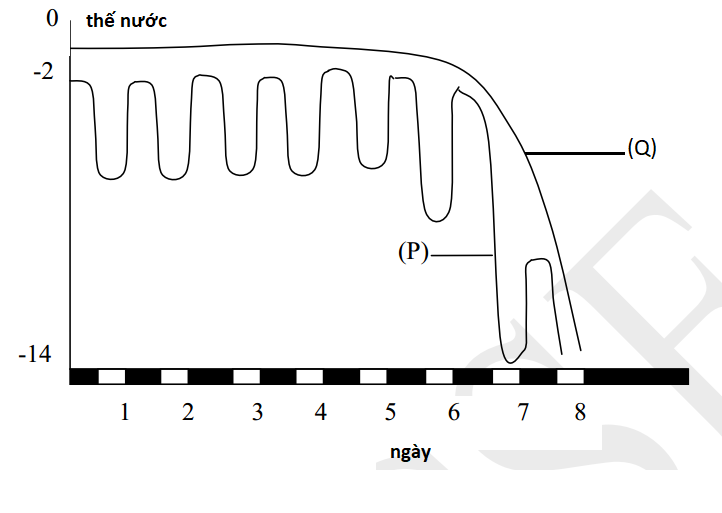 0 thế nước
-2
(Q)
(P)
-14
1 2 3 4 5 6 7 8
ngày